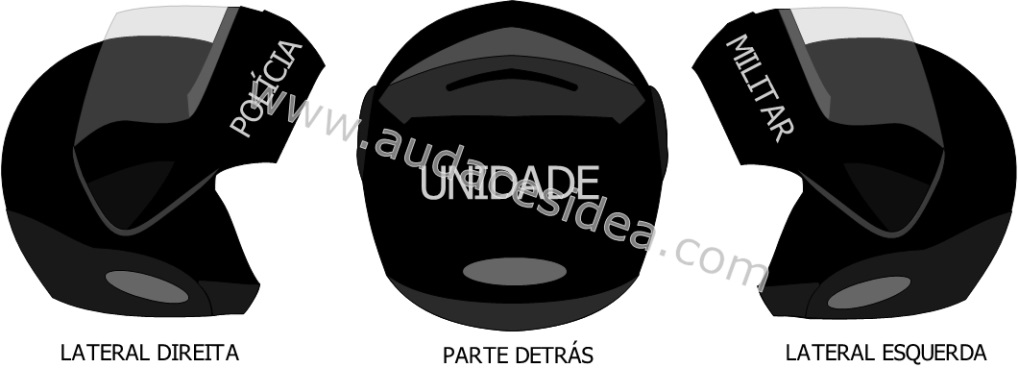 POLÍCIA
UNIDADE
MILITAR
www.audacesidea.com
LATERAL DIREITA
PARTE DETRÁS
LATERAL ESQUERDA